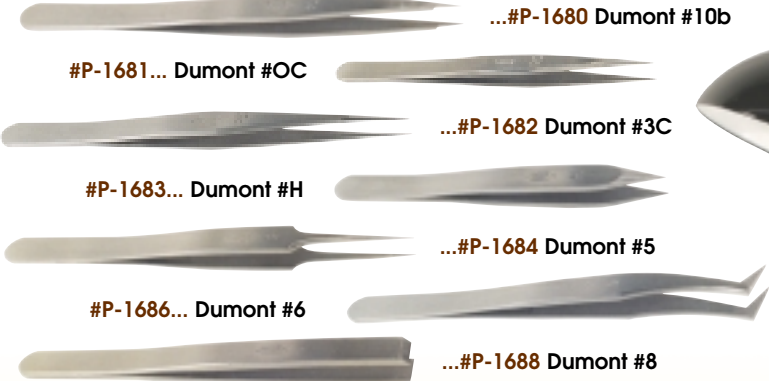 ...#P-1680 Dumont #10b
#P-1681... Dumont #OC
...#P-1682 Dumont #3C
#P-1683... Dumont #H
...#P-1684 Dumont #5
#P-1686... Dumont #6
...#P-1688 Dumont #8